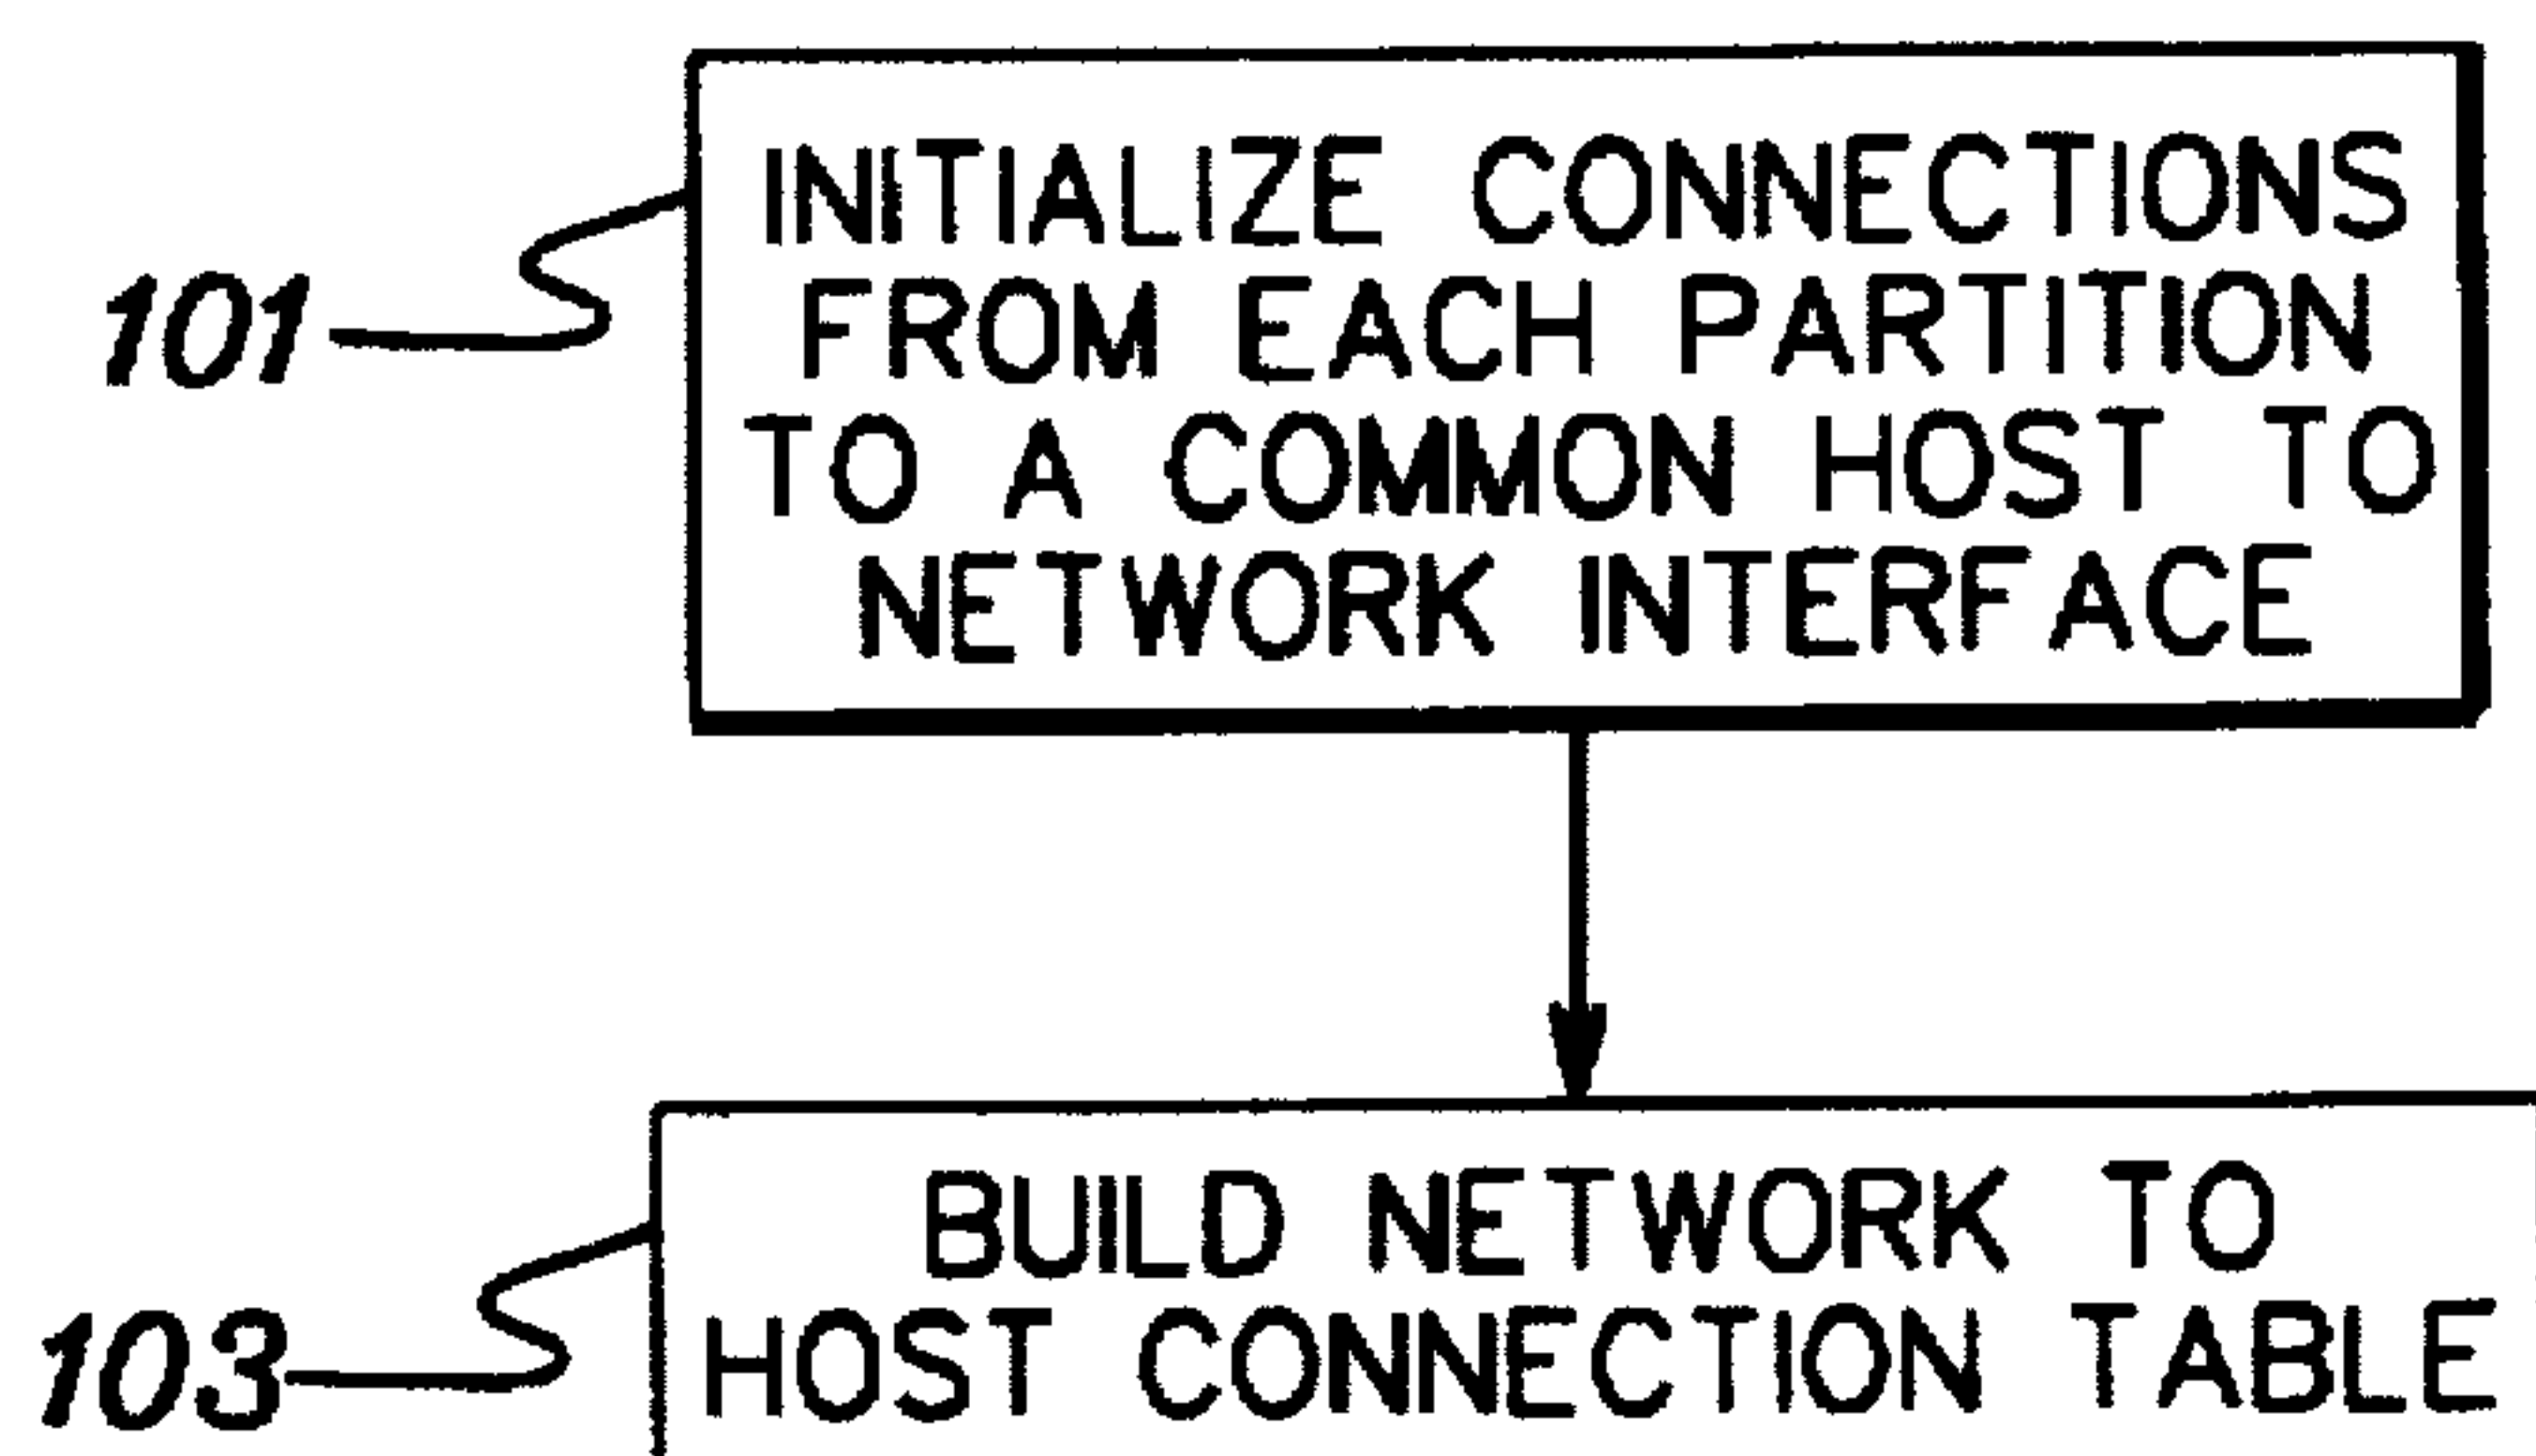 INITIALIZE CONNECTIONS
FROM EACH PARTITION
101
TO A COMMON HOST TO
NETWORK INTERFACE
BUILD NETWORK TO
103
HOST CONNECTION TABLE